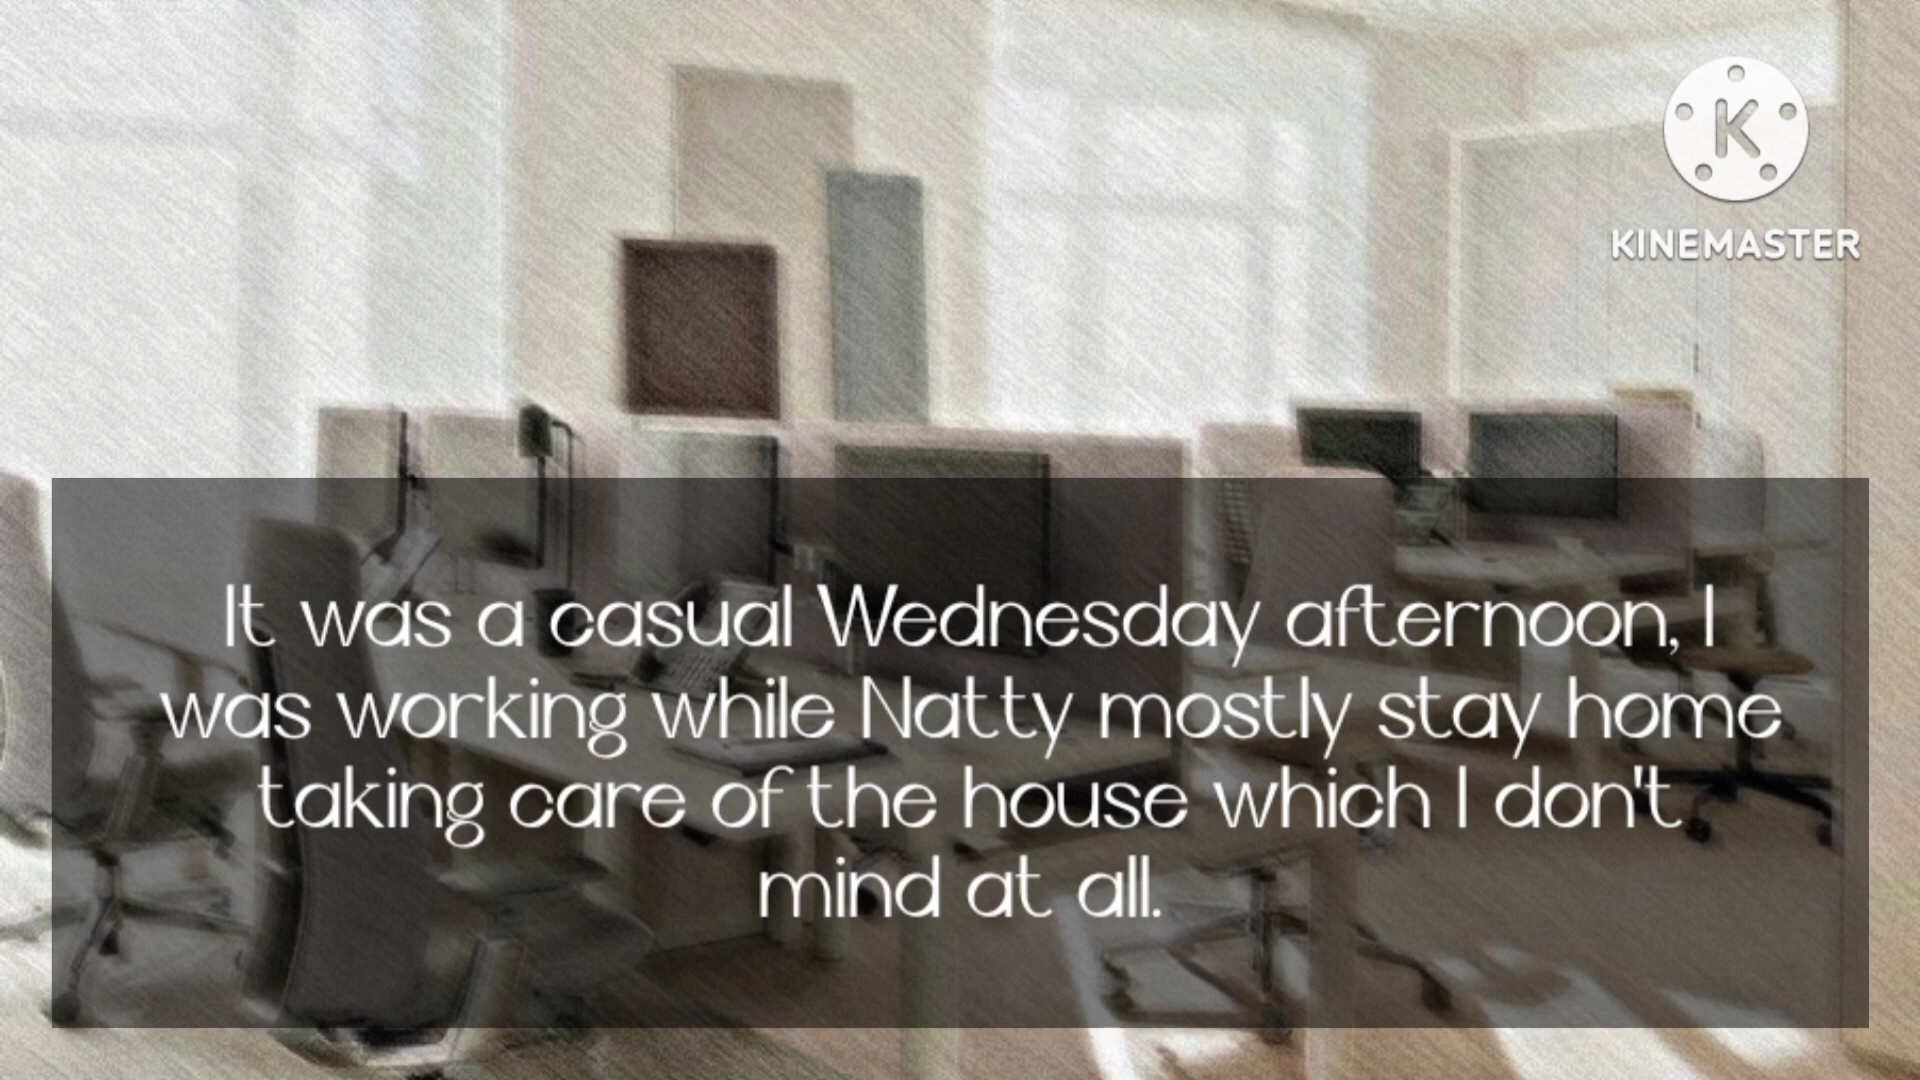 K
KINEMASTER
It was a casual Wednesday afternoon, I
was working while Natty mostly stay home
taking care of the house which I don't
mind at all.